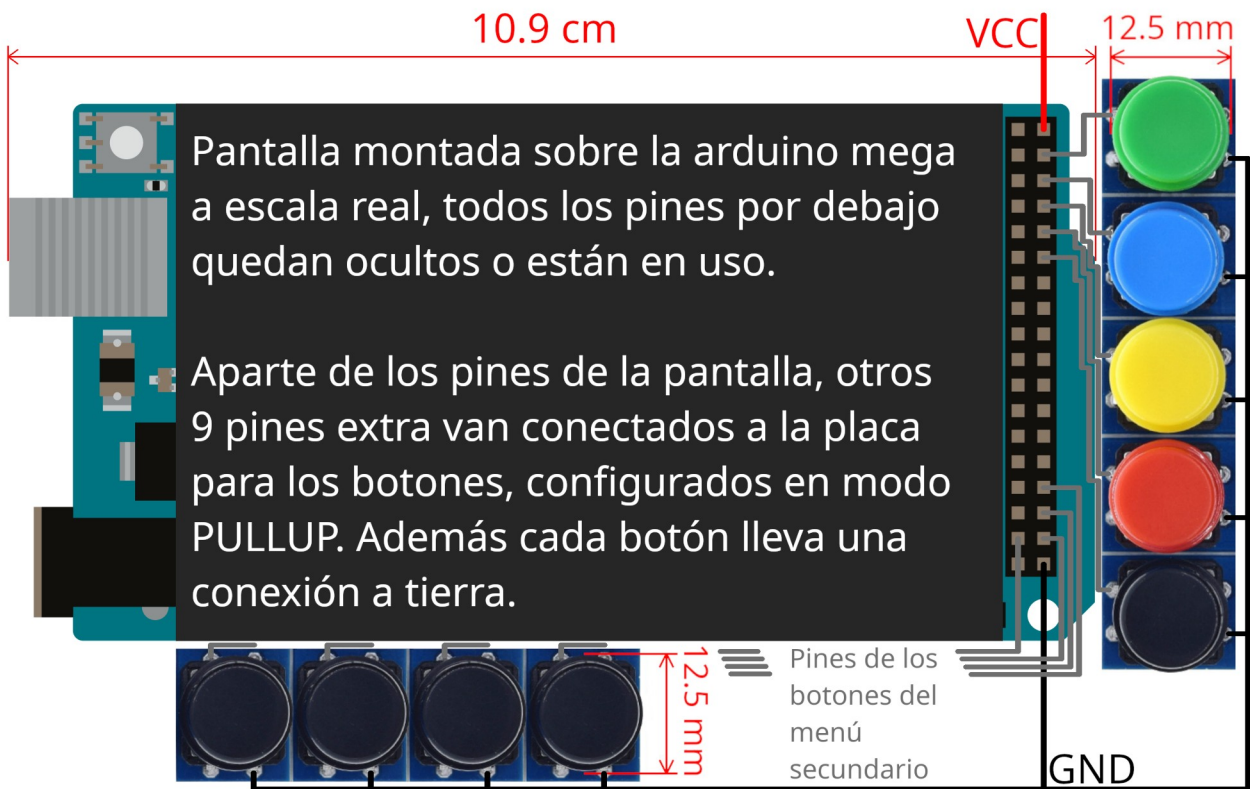 10.9 cm
VCC
12.5 mm
Pantalla montada sobre la arduino mega
a escala real, todos los pines por debajo
quedan ocultos o están en uso.
Aparte de los pines de la pantalla, otros
9 pines extra van conectados a la placa
para los botones, configurados en modo
PULLUP. Además cada botón lleva una
conexión a tierra.
12.5 mm
Pines de los
botones del
menú
secundario
GND